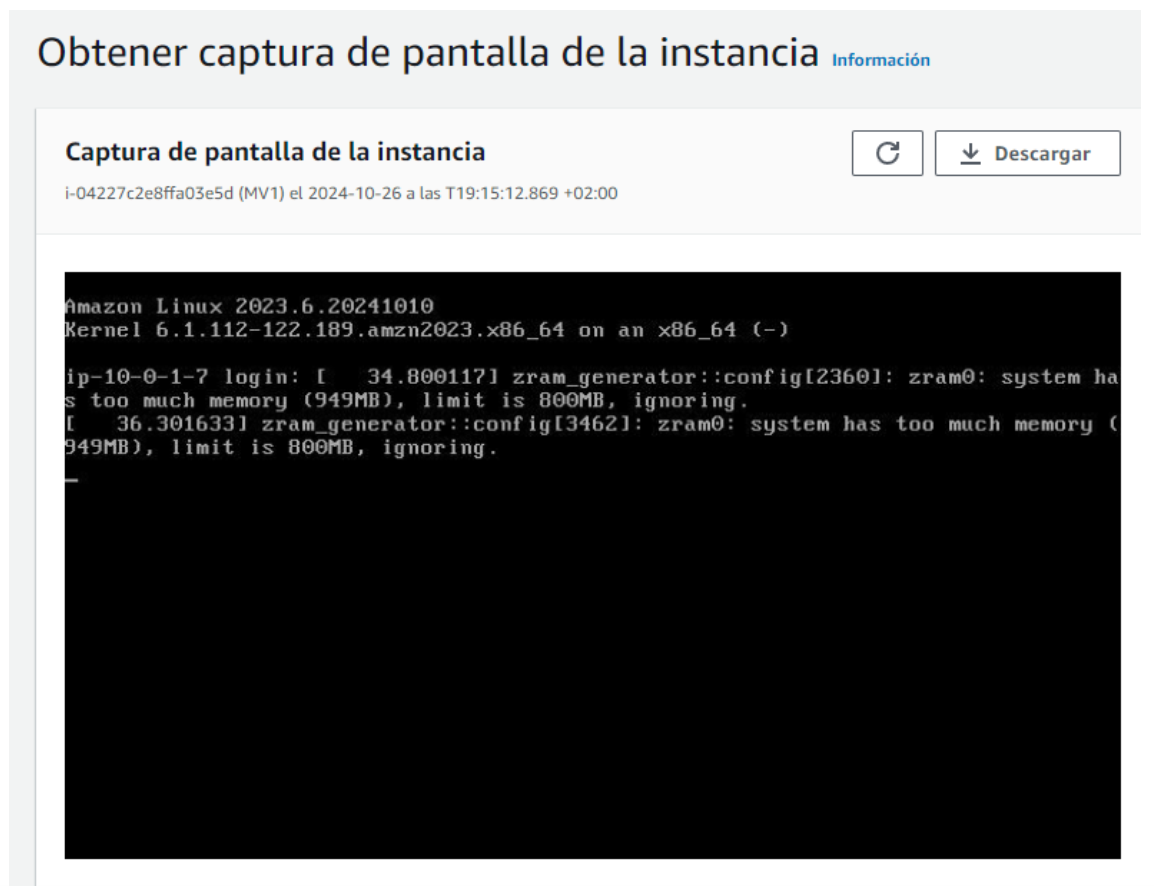 Obtener captura de pantalla de la instancia Información
Captura de pantalla de la instancia
Descargar
i-04227c2e8ffa03e5d (MV1) el 2024-10-26 a las T19:15:12.869 +02:00
Amazon Linux 2023.6.20241010
Kernel 6.1.112-122.189.amzn2023.x86_64 on an x86_64 (-)
ip-10-0-1-7 login: [   34.800117] zram_generator::config[2360]: zram0: system ha
s too much memory (949MB), limit is 800MB, ignoring.
[   36.301633] zram_generator::config[3462]: zram0: system has too much memory (
949MB), limit is 800MB, ignoring.